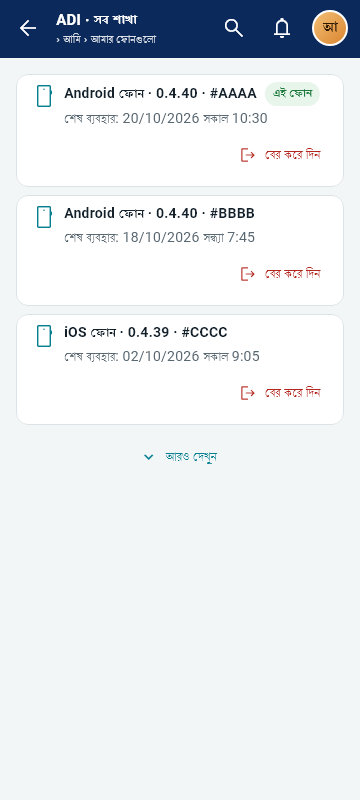 ADI · সব শাখা
› আমি › আমার ফোনগুলো
আ
Android ফোন · 0.4.40 · #AAAA
এই ফোন
শেষ ব্যবহার: 20/10/2026 সকাল 10:30
বের করে দিন
Android ফোন · 0.4.40 · #BBBB
শেষ ব্যবহার: 18/10/2026 সন্ধ্যা 7:45
বের করে দিন
iOS ফোন · 0.4.39 · #CCCC
শেষ ব্যবহার: 02/10/2026 সকাল 9:05
বের করে দিন
আরও দেখুন